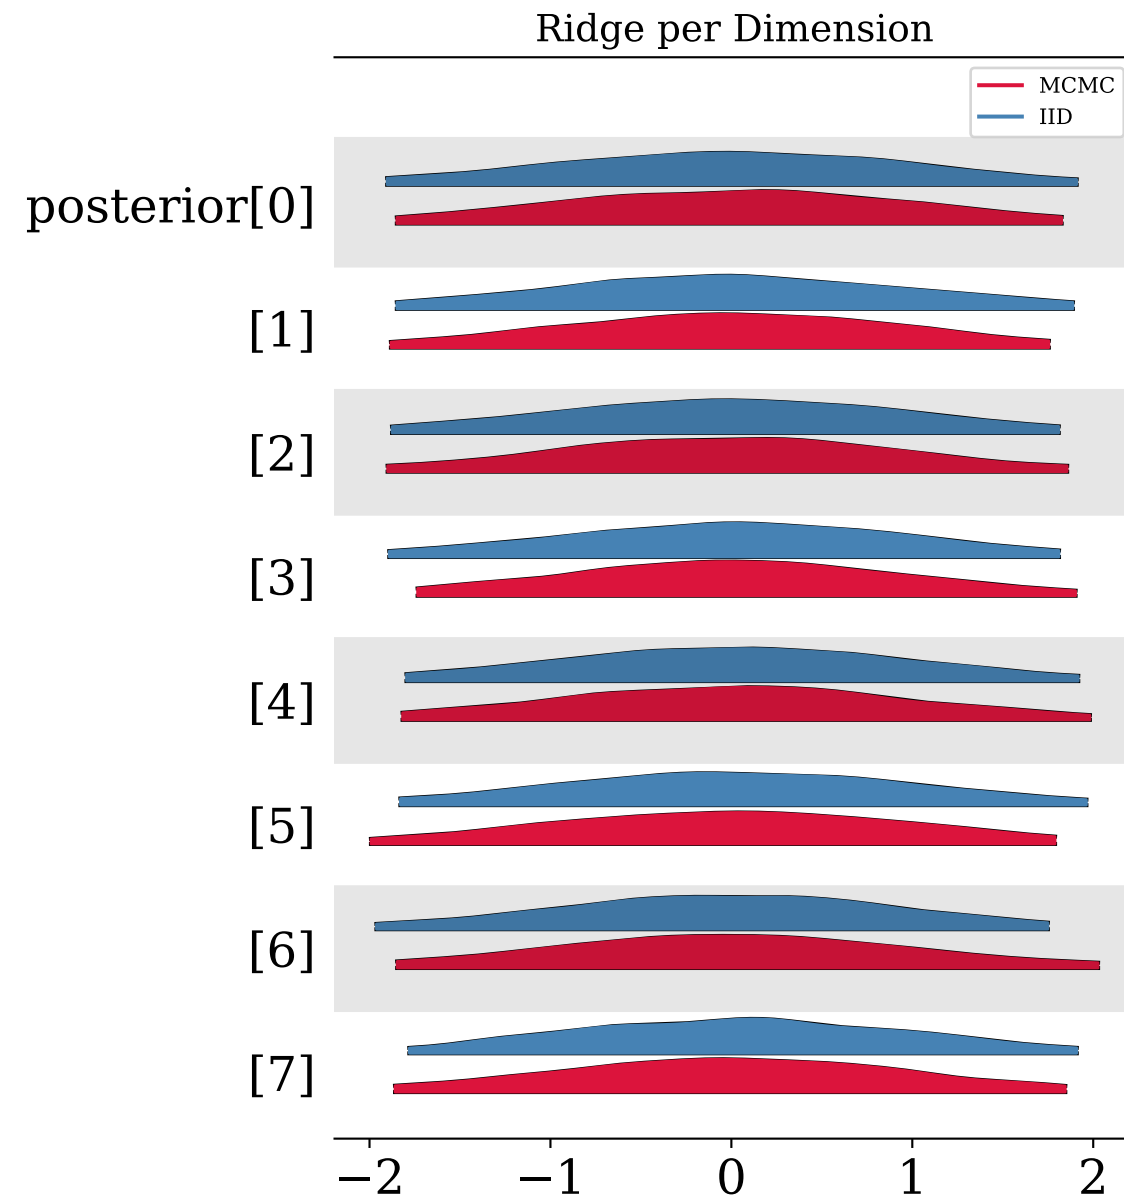 Ridge per Dimension
MCMC
IID
posterior[0]
[1]
[2]
[3]
[4]
[5]
[6]
[7]
−2 −1 0 1 2